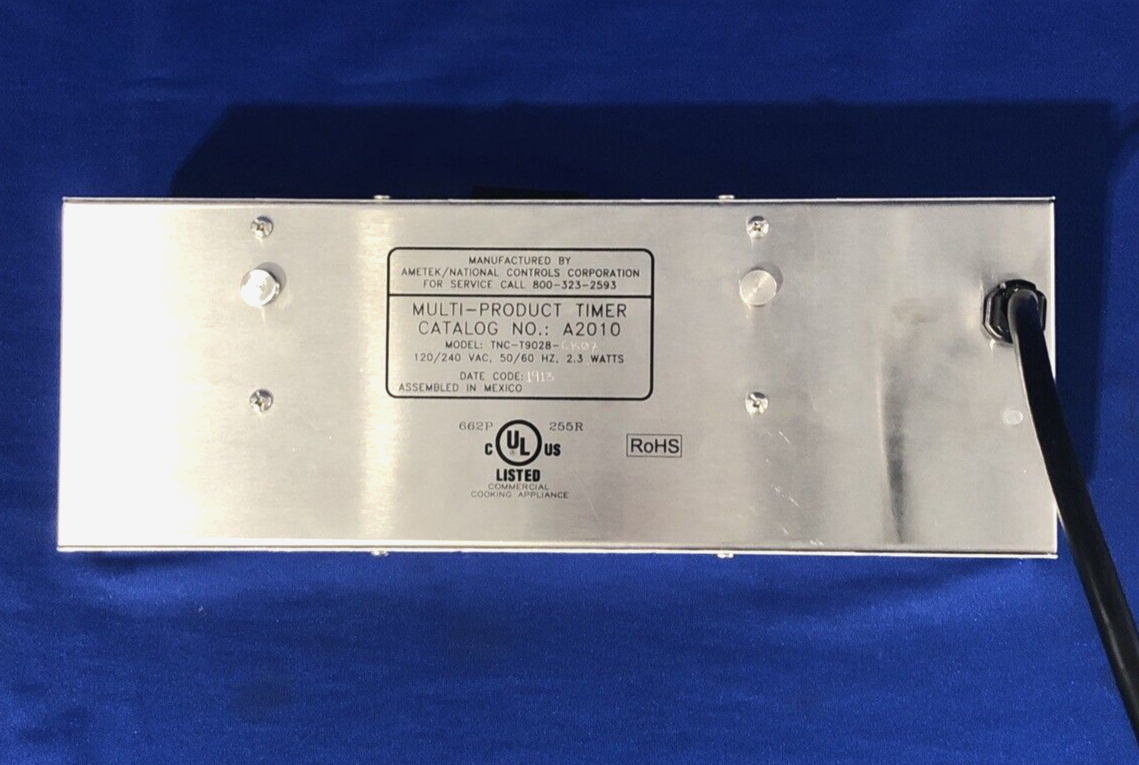 MANUFACTURED BY
AMETEK/NATIONAL CONTROLS CORPORATION
FOR SERVICE CALL 800-323-2593
MULTI-PRODUCT TIMER
CATALOG NO.: A2010
MODEL: TNC-T9028-
120/240 VAC, 50/60 HZ, 2.3 WATTS
DATE CODE: 1913
ASSEMBLED IN MEXICO
662P 255R
C UL US
®
LISTED
COMMERCIAL
COOKING APPLIANCE
RoHS